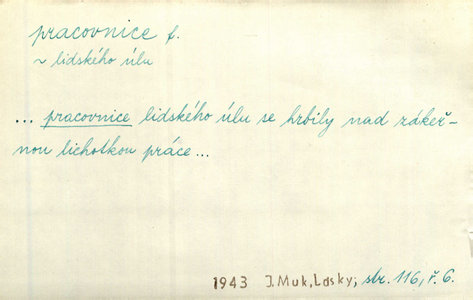 pracovnice f.
~ lidského úlu
... pracovnice lidského úlu se hrbily nad zákeř-
nou lichotkou práce...
1943 J. Muk, Lásky; str. 116, ř. 6.